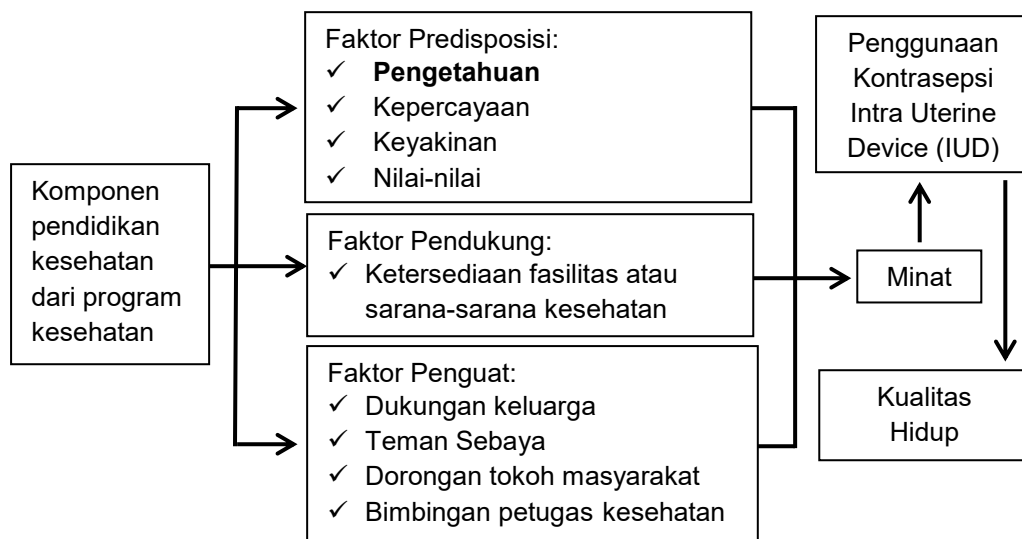 Komponen
pendidikan
kesehatan
dari program
kesehatan
Faktor Predisposisi:
✓ Pengetahuan
✓ Kepercayaan
✓ Keyakinan
✓ Nilai-nilai
Faktor Pendukung:
✓ Ketersediaan fasilitas atau
sarana-sarana kesehatan
Faktor Penguat:
✓ Dukungan keluarga
✓ Teman Sebaya
✓ Dorongan tokoh masyarakat
✓ Bimbingan petugas kesehatan
Penggunaan
Kontrasepsi
Intra Uterine
Device (IUD)
Minat
Kualitas
Hidup